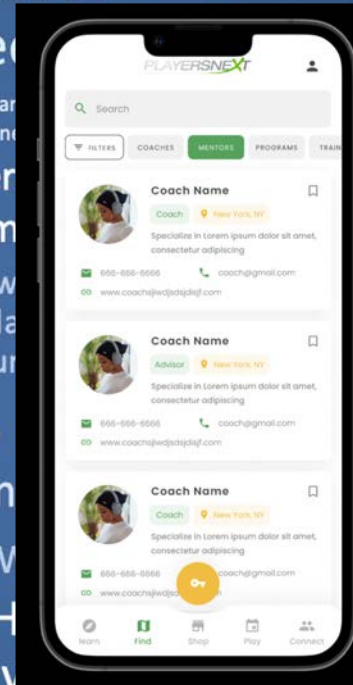 PLAYERSNEXT
Search
FILTERS COACHES MENTORS PROGRAMS TRAIN
Coach Name
Coach New York, NY
Specialize in Lorem ipsum dolor sit amet,
consectetur adipiscing
666-666-6666 coach@gmail.com
www.coachsjiwdjsdsjdisjf.com
Coach Name
Advisor New York, NY
Specialize in Lorem ipsum dolor sit amet,
consectetur adipiscing
666-666-6666 coach@gmail.com
www.coachsjiwdjsdsjdisjf.com
Coach Name
Coach New York, NY
Specialize in Lorem ipsum dolor sit amet,
consectetur adipiscing
666-666-6666 coach@gmail.com
learn Find Shop Play Connect